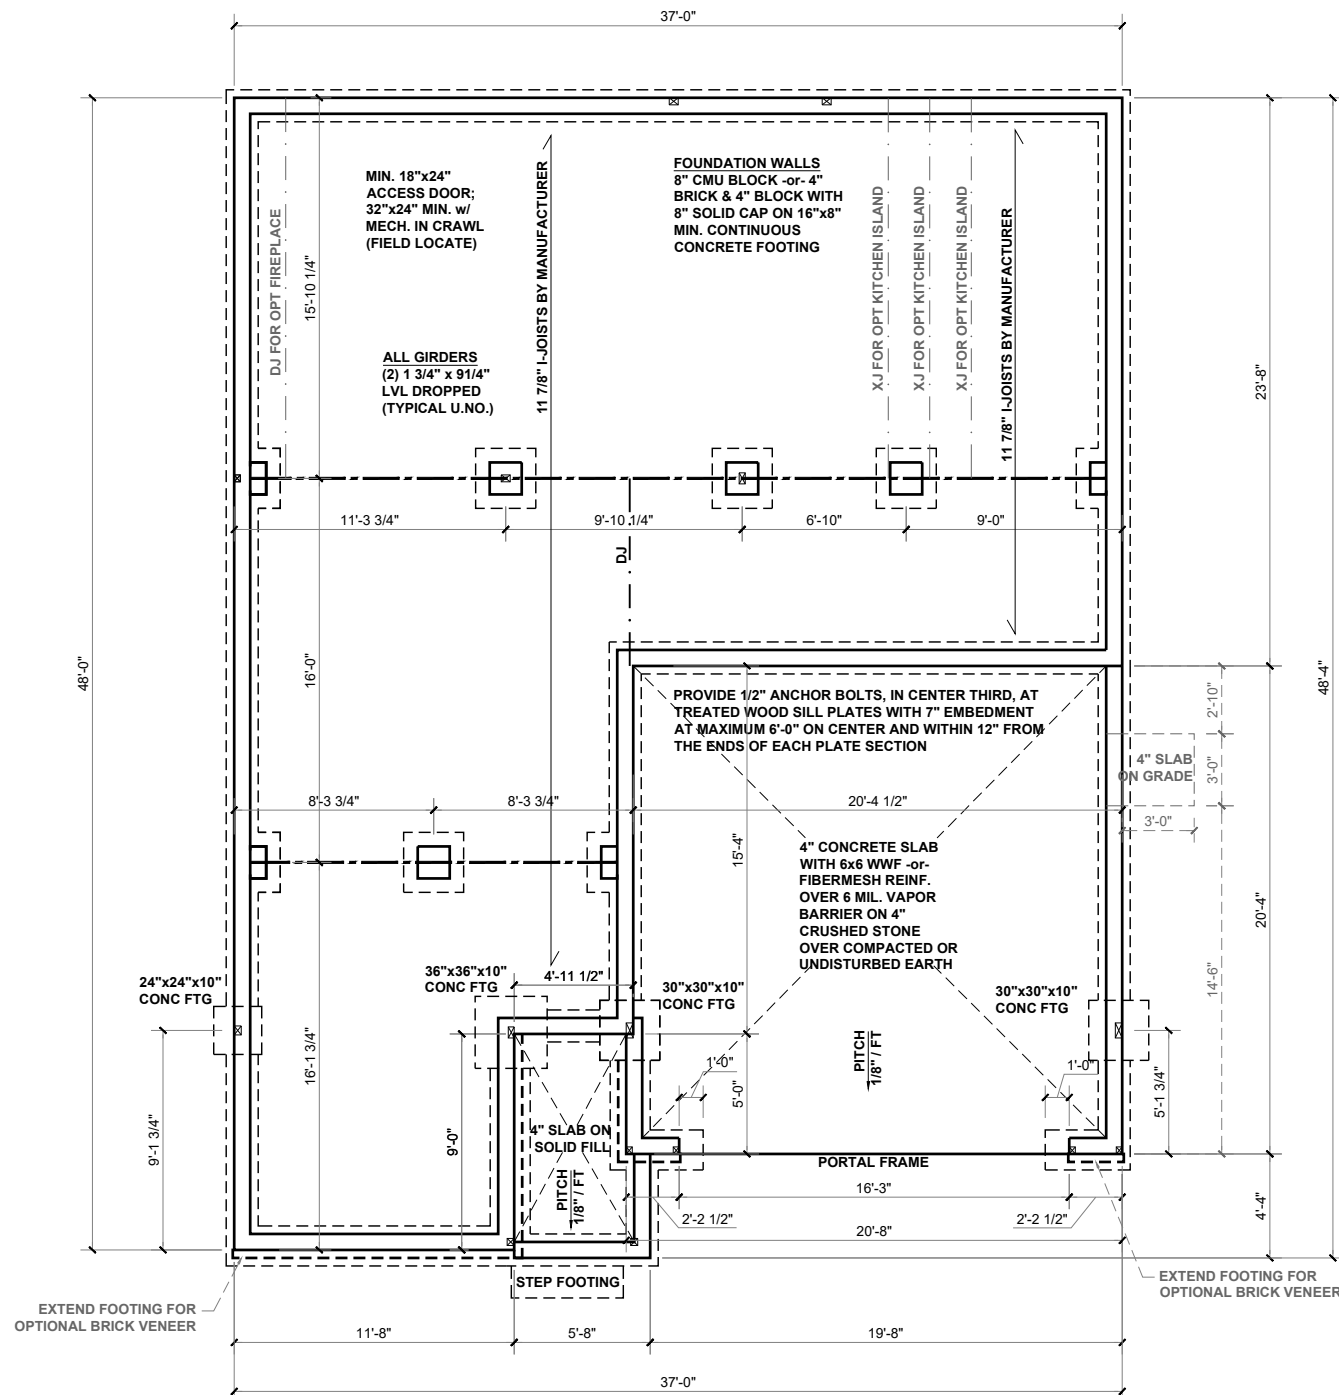 37'-0"
48'-0"
15'-10 1/4"
DJ FOR OPT FIREPLACE
MIN. 18"x24"
ACCESS DOOR;
32"x24" MIN. w/
MECH. IN CRAWL
(FIELD LOCATE)
ALL GIRDERS
(2) 1 3/4" x 91/4"
LVL DROPPED
(TYPICAL U.NO.)
11 7/8" I-JOISTS BY MANUFACTURER
FOUNDATION WALLS
8" CMU BLOCK -or- 4"
BRICK & 4" BLOCK WITH
8" SOLID CAP ON 16"x8"
MIN. CONTINUOUS
CONCRETE FOOTING
XJ FOR OPT KITCHEN ISLAND
XJ FOR OPT KITCHEN ISLAND
XJ FOR OPT KITCHEN ISLAND
11 7/8" I-JOISTS BY MANUFACTURER
23'-8"
48'-4"
11'-3 3/4"
9'-10 1/4"
6'-10"
9'-0"
DJ
16'-0"
PROVIDE 1/2" ANCHOR BOLTS, IN CENTER THIRD, AT
TREATED WOOD SILL PLATES WITH 7" EMBEDMENT
AT MAXIMUM 6'-0" ON CENTER AND WITHIN 12" FROM
THE ENDS OF EACH PLATE SECTION
2'-10"
4" SLAB
ON GRADE
3'-0"
3'-0"
8'-3 3/4"
8'-3 3/4"
20'-4 1/2"
15'-4"
4" CONCRETE SLAB
WITH 6x6 WWF -or-
FIBERMESH REINF.
OVER 6 MIL. VAPOR
BARRIER ON 4"
CRUSHED STONE
OVER COMPACTED OR
UNDISTURBED EARTH
20'-4"
14'-6"
24"x24"x10"
CONC FTG
36"x36"x10"
CONC FTG
4'-11 1/2"
30"x30"x10"
CONC FTG
30"x30"x10"
CONC FTG
16'-1 3/4"
9'-1 3/4"
9'-0"
PITCH
1/8" / FT
1'-0"
1'-0"
5'-0"
5'-1 3/4"
4" SLAB ON
SOLID FILL
PITCH
1/8" / FT
PORTAL FRAME
16'-3"
2'-2 1/2"
2'-2 1/2"
20'-8"
4'-4"
STEP FOOTING
EXTEND FOOTING FOR
OPTIONAL BRICK VENEER
EXTEND FOOTING FOR
OPTIONAL BRICK VENEER
11'-8"
5'-8"
19'-8"
37'-0"